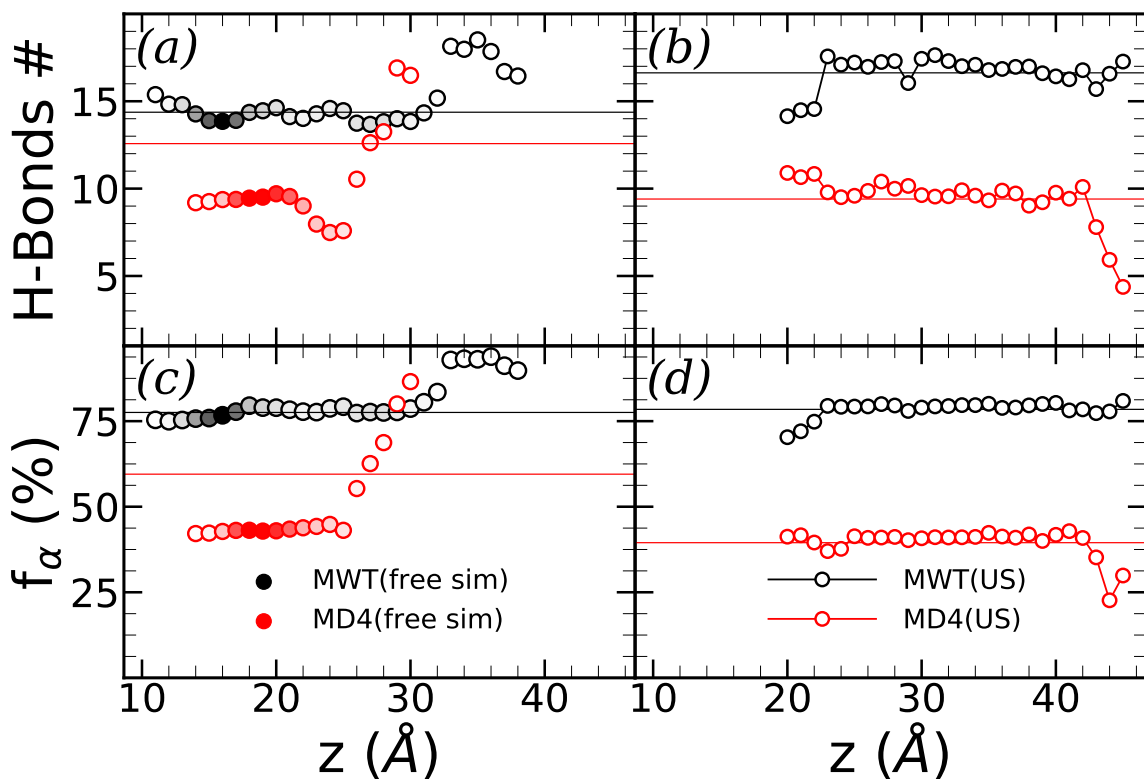 (a)
(b)
H-Bonds #
15
10
5
(c)
(d)
f_α (%)
75
50
25
MWT(free sim)
MD4(free sim)
MWT(US)
MD4(US)
10 20 30 40
10 20 30 40
z (Å)
z (Å)